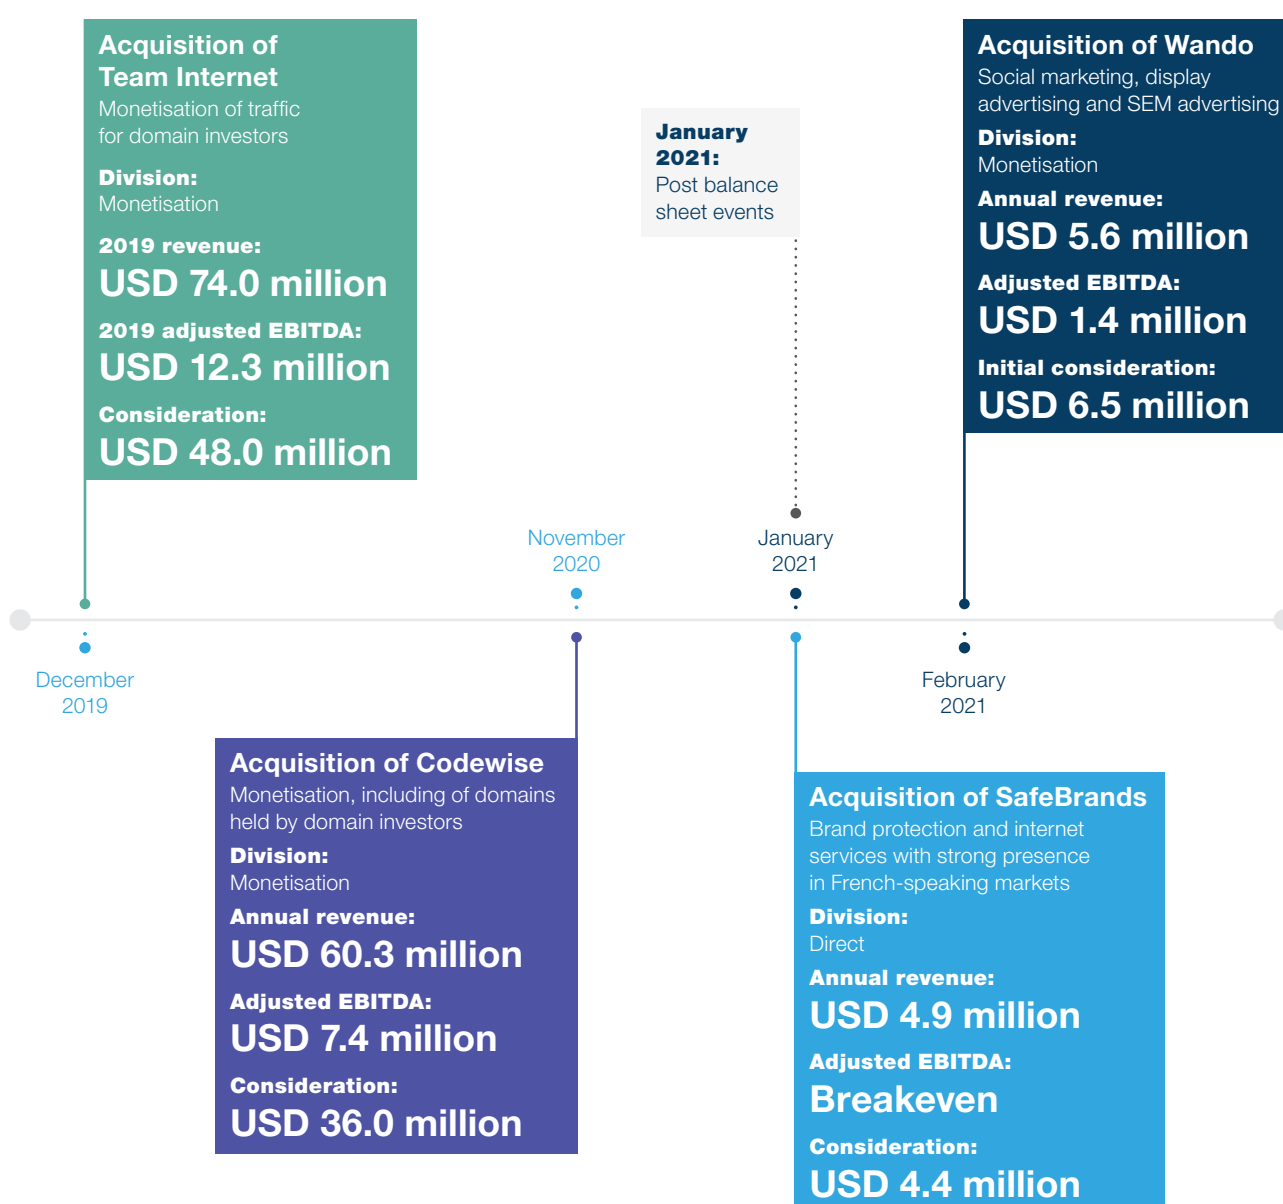 Acquisition of
Team Internet
Monetisation of traffic
for domain investors
Division:
Monetisation
2019 revenue:
USD 74.0 million
2019 adjusted EBITDA:
USD 12.3 million
Consideration:
USD 48.0 million
January
2021:
Post balance
sheet events
Acquisition of Wando
Social marketing, display
advertising and SEM advertising
Division:
Monetisation
Annual revenue:
USD 5.6 million
Adjusted EBITDA:
USD 1.4 million
Initial consideration:
USD 6.5 million
November
2020
January
2021
December
2019
February
2021
Acquisition of Codewise
Monetisation, including of domains
held by domain investors
Division:
Monetisation
Annual revenue:
USD 60.3 million
Adjusted EBITDA:
USD 7.4 million
Consideration:
USD 36.0 million
Acquisition of SafeBrands
Brand protection and internet
services with strong presence
in French-speaking markets
Division:
Direct
Annual revenue:
USD 4.9 million
Adjusted EBITDA:
Breakeven
Consideration:
USD 4.4 million